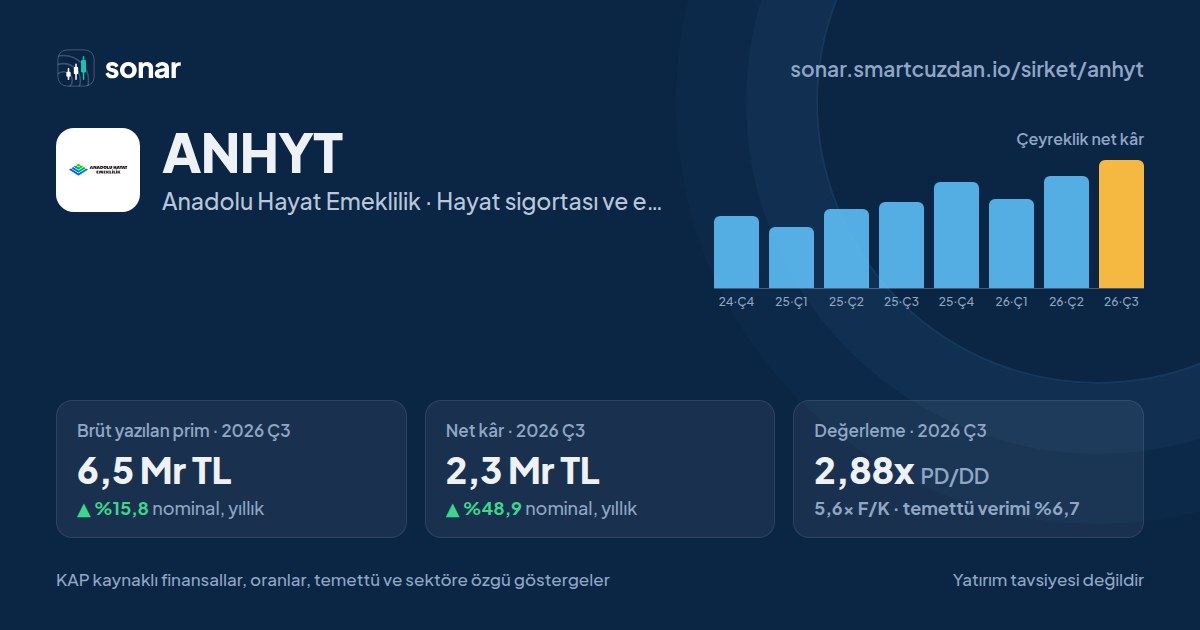 sonar
sonar.smartcuzdan.io/sirket/anhyt
ANADOLU HAYAT
EMEKLİLİK
ANHYT
Anadolu Hayat Emeklilik · Hayat sigortası ve e...
Çeyreklik net kâr
24·Ç4 25·Ç1 25·Ç2 25·Ç3 25·Ç4 26·Ç1 26·Ç2 26·Ç3
Brüt yazılan prim · 2026 Ç3
6,5 Mr TL
▲ %15,8 nominal, yıllık
Net kâr · 2026 Ç3
2,3 Mr TL
▲ %48,9 nominal, yıllık
Değerleme · 2026 Ç3
2,88x PD/DD
5,6× F/K · temettü verimi %6,7
KAP kaynaklı finansallar, oranlar, temettü ve sektöre özgü göstergeler
Yatırım tavsiyesi değildir